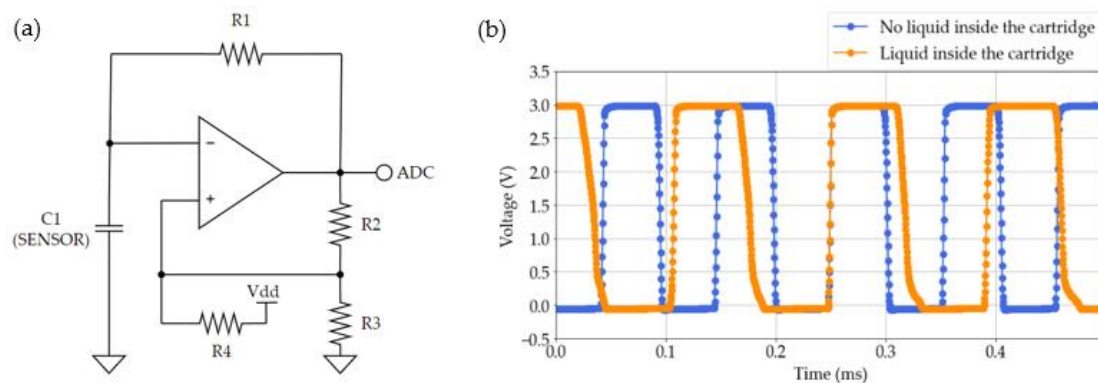 (a)
R1
−
+
ADC
C1
(SENSOR)
R2
Vdd
R4
R3
(b)
No liquid inside the cartridge
Liquid inside the cartridge
3.5
3.0
2.5
2.0
1.5
1.0
0.5
0.0
−0.5
Voltage (V)
0.0 0.1 0.2 0.3 0.4
Time (ms)